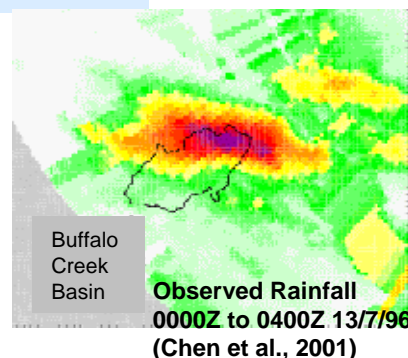 Buffalo
Creek
Basin
Observed Rainfall
0000Z to 0400Z 13/7/96
(Chen et al., 2001)